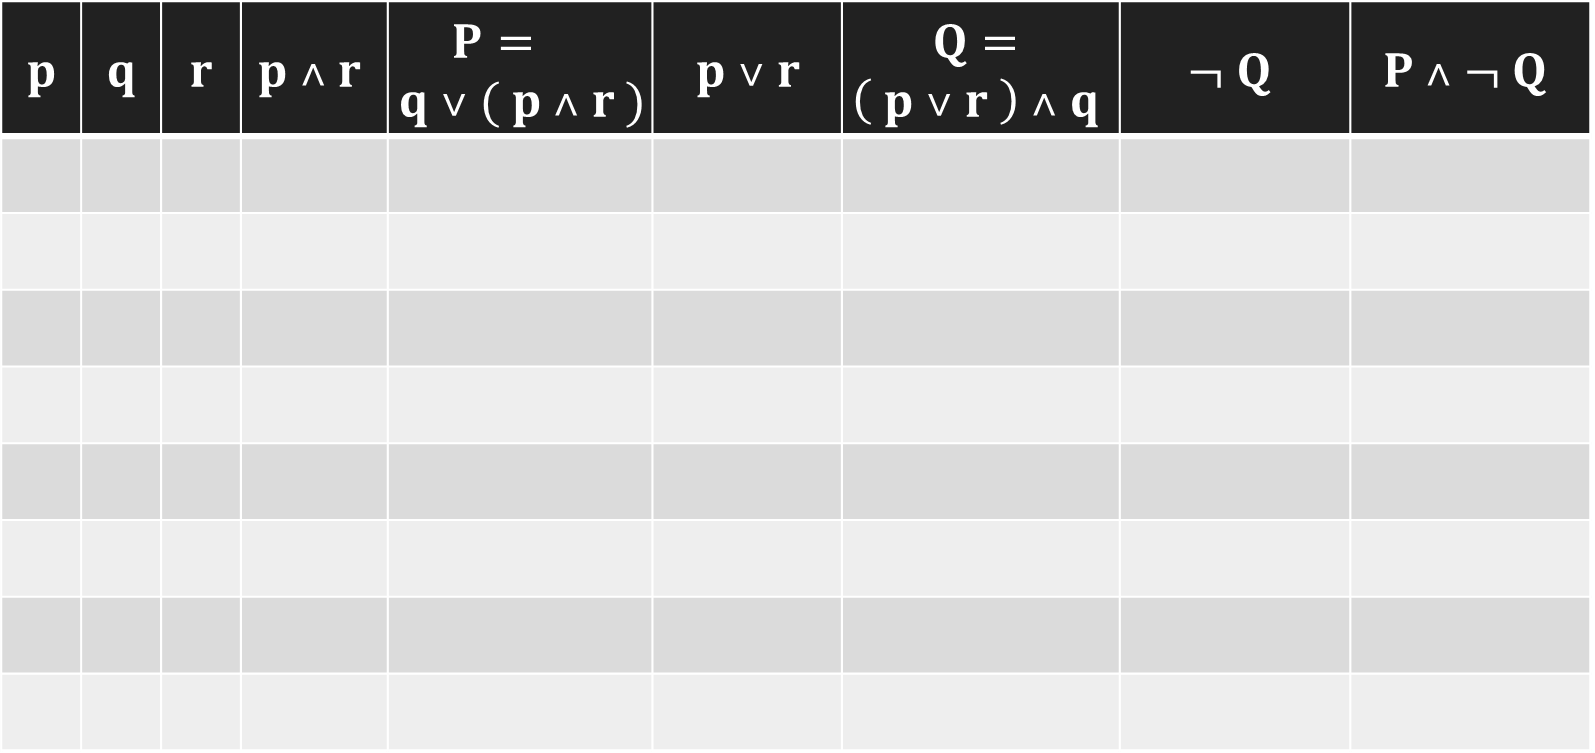 p
q
r
p ∧ r
P =
q ∨ ( p ∧ r )
p ∨ r
Q =
( p ∨ r ) ∧ q
¬ Q
P ∧ ¬ Q